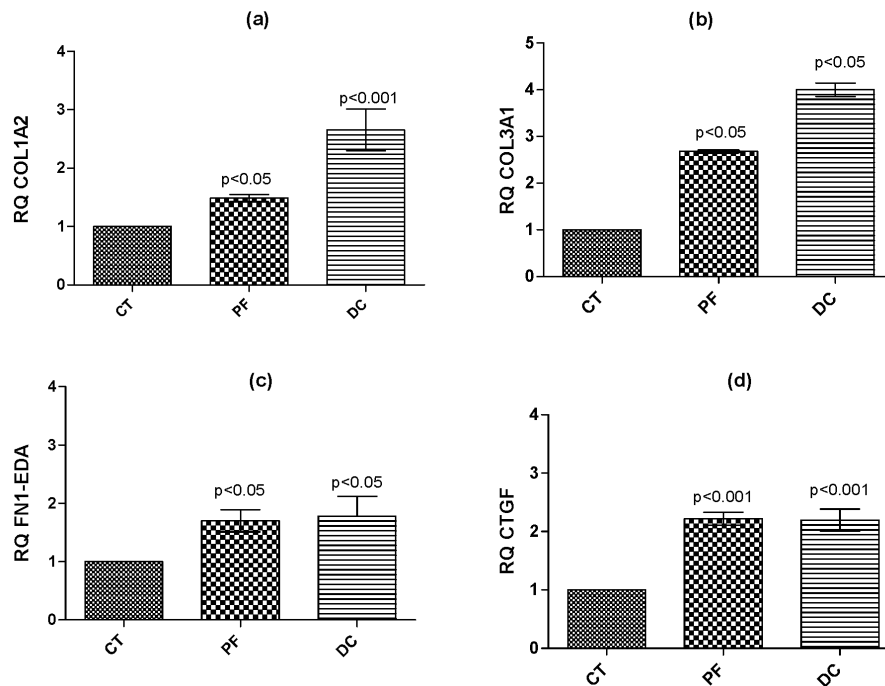 (a)
RQ COL1A2
4
3
2
1
0
p<0.05
p<0.001
CT
PF
DC
(b)
RQ COL3A1
5
4
3
2
1
0
p<0.05
p<0.05
CT
PF
DC
(c)
RQ FN1-EDA
4
3
2
1
0
p<0.05
p<0.05
CT
PF
DC
(d)
RQ CTGF
4
3
2
1
0
p<0.001
p<0.001
CT
PF
DC